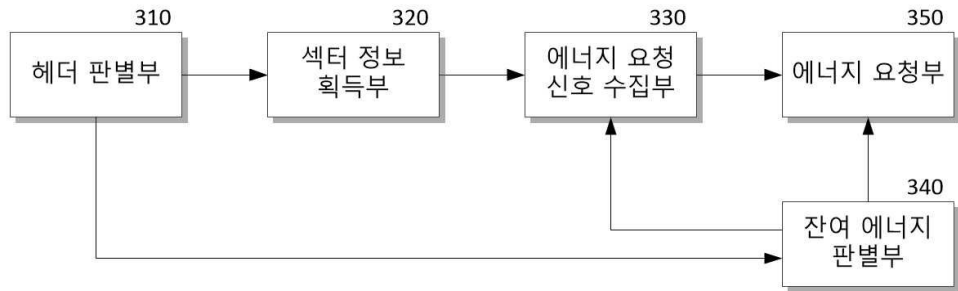 310
헤더 판별부
320
섹터 정보
획득부
330
에너지 요청
신호 수집부
350
에너지 요청부
340
잔여 에너지
판별부